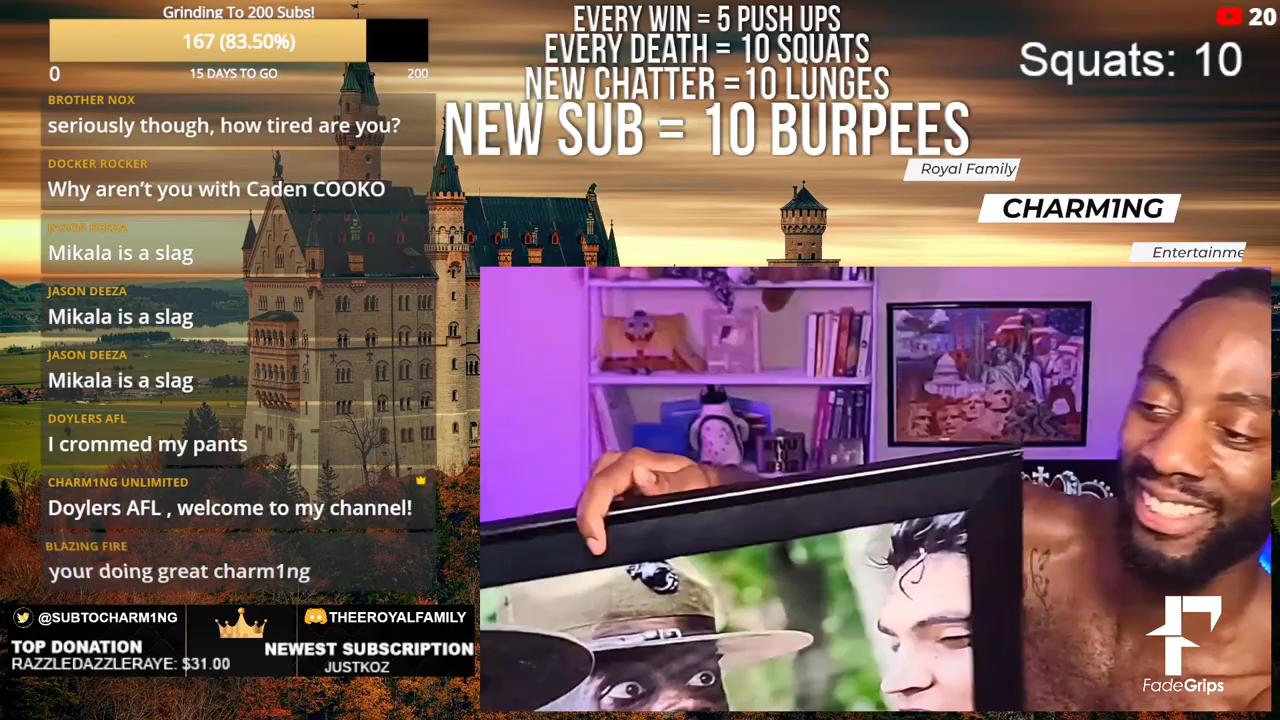 Grinding To 200 Subs!
167 (83.50%)
0
15 DAYS TO GO
200
BROTHER NOX
seriously though, how tired are you?
DOCKER ROCKER
Why aren't you with Caden COOKO
JASON DEEZA
Mikala is a slag
JASON DEEZA
Mikala is a slag
JASON DEEZA
Mikala is a slag
DOYLERS AFL
I crommed my pants
CHARM1NG UNLIMITED
Doylers AFL , welcome to my channel!
BLAZING FIRE
your doing great charm1ng
@SUBTOCHARM1NG
THEEROYALFAMILY
TOP DONATION
RAZZLEDAZZLERAYE: $31.00
NEWEST SUBSCRIPTION
JUSTKOZ
EVERY WIN = 5 PUSH UPS
EVERY DEATH = 10 SQUATS
NEW CHATTER =10 LUNGES
NEW SUB = 10 BURPEES
20
Squats: 10
Royal Family
CHARM1NG
Entertainme
FadeGrips